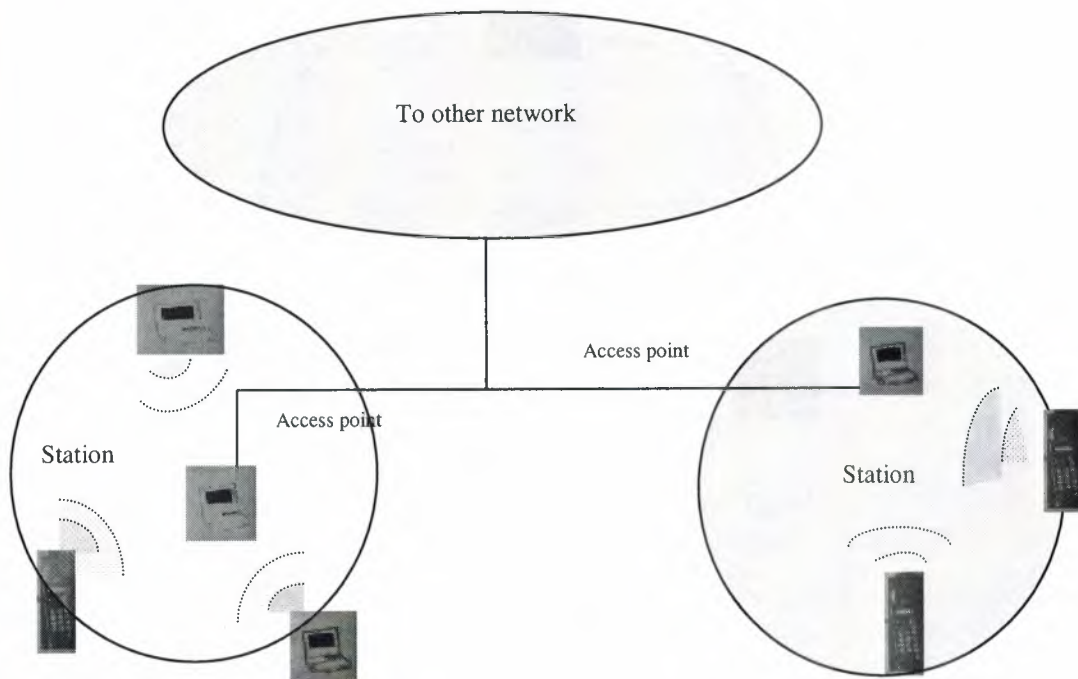 To other network
Access point
Access point
Station
Station